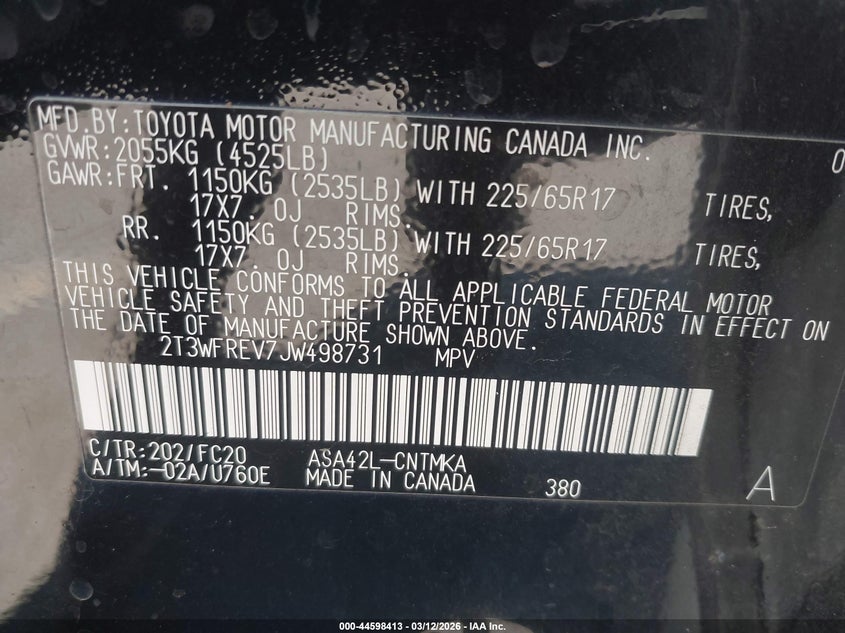 MFD.BY:TOYOTA MOTOR MANUFACTURING CANADA INC.
0
GVWR:2055KG (4525LB)
GAWR:FRT. 1150KG (2535LB) WITH 225/65R17 TIRES,
17X7. 0J RIMS.
RR. 1150KG (2535LB) WITH 225/65R17 TIRES,
17X7. 0J RIMS.
THIS VEHICLE CONFORMS TO ALL APPLICABLE FEDERAL MOTOR
VEHICLE SAFETY AND THEFT PREVENTION STANDARDS IN EFFECT ON
THE DATE OF MANUFACTURE SHOWN ABOVE.
2T3WFREV7JW498731 MPV
C/TR:202/FC20 ASA42L-CNTMKA
A/TM:-02A/U760E MADE IN CANADA 380 A
000-44598413 - 03/12/2026 - IAA Inc.